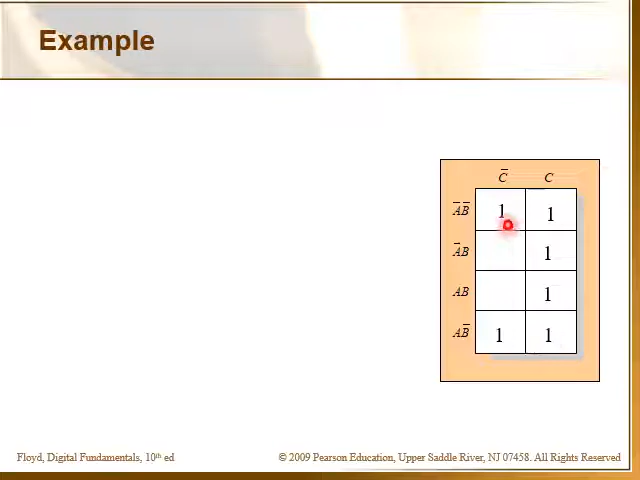 Example
C̅ C
A̅B̅ 1 1
A̅B 1
AB 1
AB̅ 1 1
Floyd, Digital Fundamentals, 10th ed © 2009 Pearson Education, Upper Saddle River, NJ 07458. All Rights Reserved